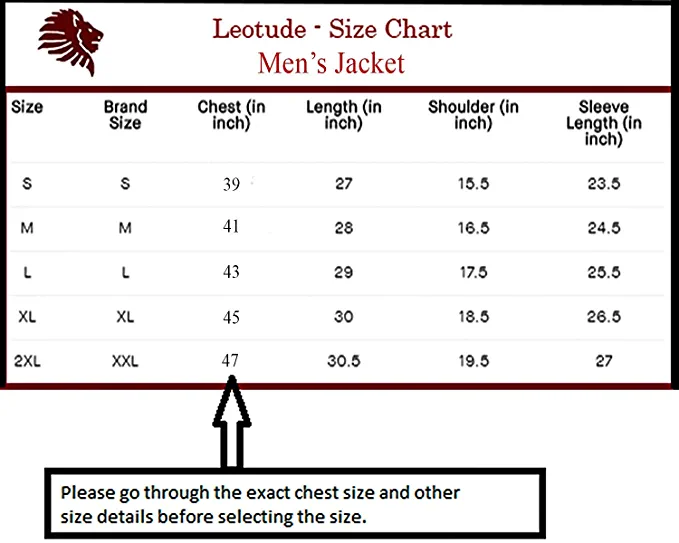 Leotude - Size Chart
Men's Jacket
Size Brand Size Chest (in inch) Length (in inch) Shoulder (in inch) Sleeve Length (in inch)
S S 39 27 15.5 23.5
M M 41 28 16.5 24.5
L L 43 29 17.5 25.5
XL XL 45 30 18.5 26.5
2XL XXL 47 30.5 19.5 27
Please go through the exact chest size and other
size details before selecting the size.